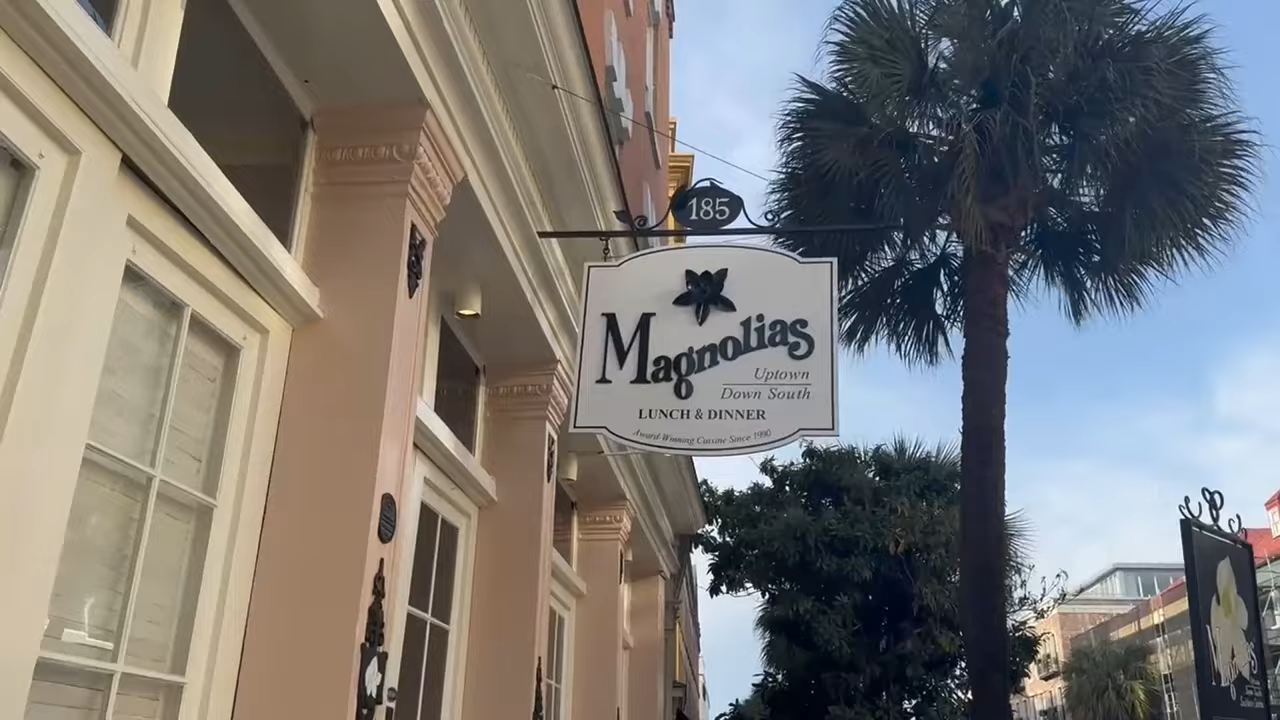 185
Magnolias
Uptown
Down South
LUNCH & DINNER
Award-Winning Cuisine Since 1990